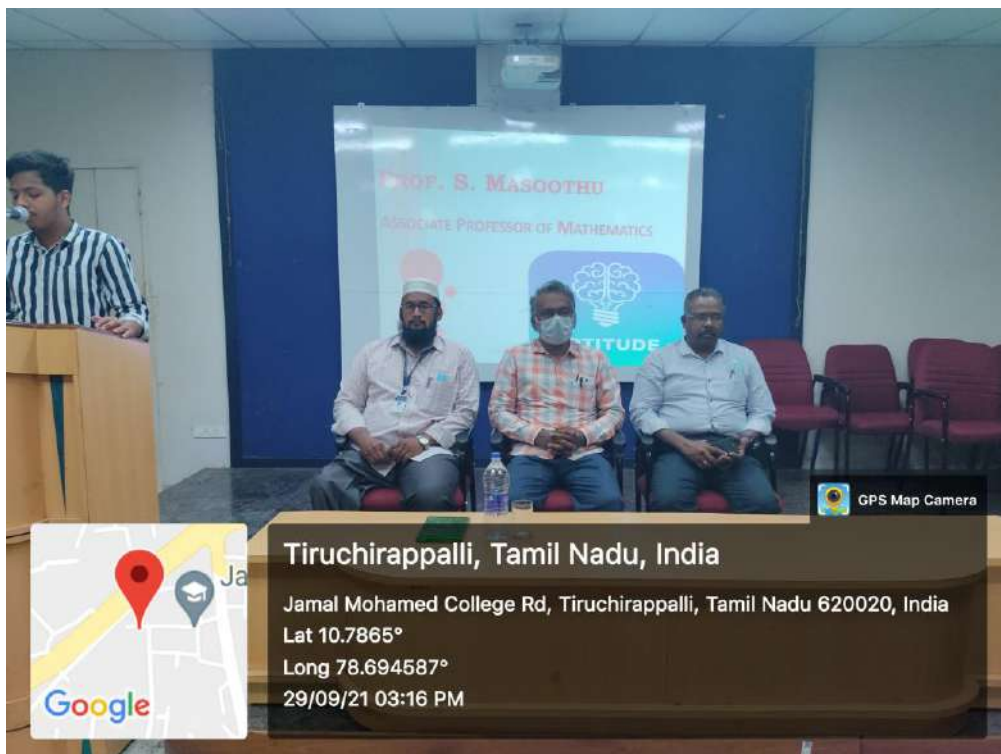 PROF. S. MASOOTHU
ASSOCIATE PROFESSOR OF MATHEMATICS
GPS Map Camera
Tiruchirappalli, Tamil Nadu, India
Jamal Mohamed College Rd, Tiruchirappalli, Tamil Nadu 620020, India
Lat 10.7865°
Long 78.694587°
29/09/21 03:16 PM
Ja
Google